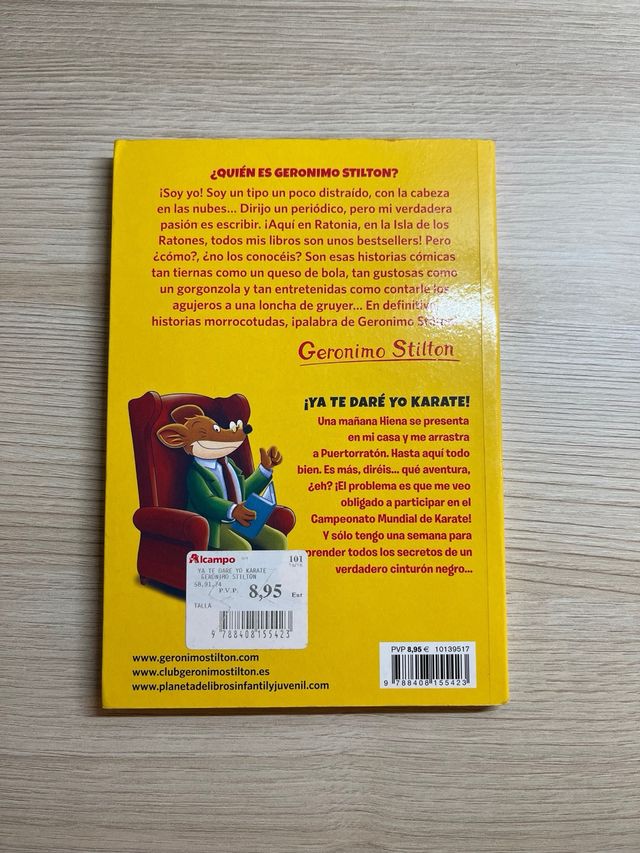 ¿QUIÉN ES GERONIMO STILTON?
¡Soy yo! Soy un tipo un poco distraído, con la cabeza
en las nubes... Dirijo un periódico, pero mi verdadera
pasión es escribir. ¡Aquí en Ratonia, en la Isla de los
Ratones, todos mis libros son unos bestsellers! Pero
¿cómo?, ¿no los conocéis? Son esas historias cómicas
tan tiernas como un queso de bola, tan gustosas como
un gorgonzola y tan entretenidas como contarle los
agujeros a una loncha de gruyer... En definitiva,
historias morrocotudas, ¡palabra de Geronimo Stilton!
Geronimo Stilton
¡YA TE DARÉ YO KARATE!
Una mañana Hiena se presenta
en mi casa y me arrastra
a Puertorratón. Hasta aquí todo
bien. Es más, diréis... qué aventura,
¿eh? ¡El problema es que me veo
obligado a participar en el
Campeonato Mundial de Karate!
Y sólo tengo una semana para
aprender todos los secretos de un
verdadero cinturón negro...
Alcampo 101
YA TE DARE YO KARATE
GERONIMO STILTON
58.91.74
P.V.P. 8,95 Eur
TALLA
9 788408 155423
PVP 8,95 € 10139517
9 788408 155423
www.geronimostilton.com
www.clubgeronimostilton.es
www.planetadelibrosinfantilyjuvenil.com